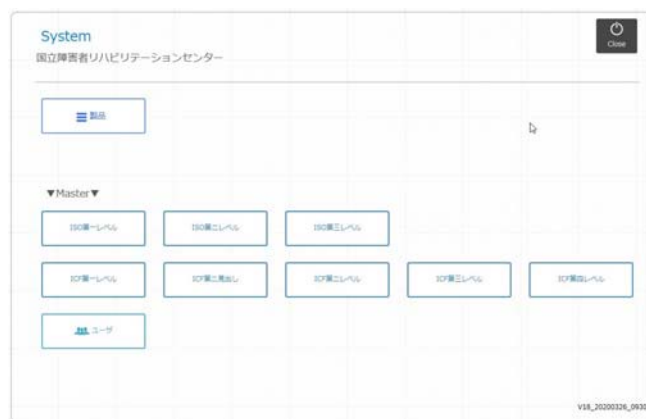 System
Close
国立障害者リハビリテーションセンター
製品
▼Master▼
ISO第一レベル
ISO第二レベル
ISO第三レベル
ICF第一レベル
ICF第二見出し
ICF第二レベル
ICF第三レベル
ICF第四レベル
ユーザ
V18_20200326_0930